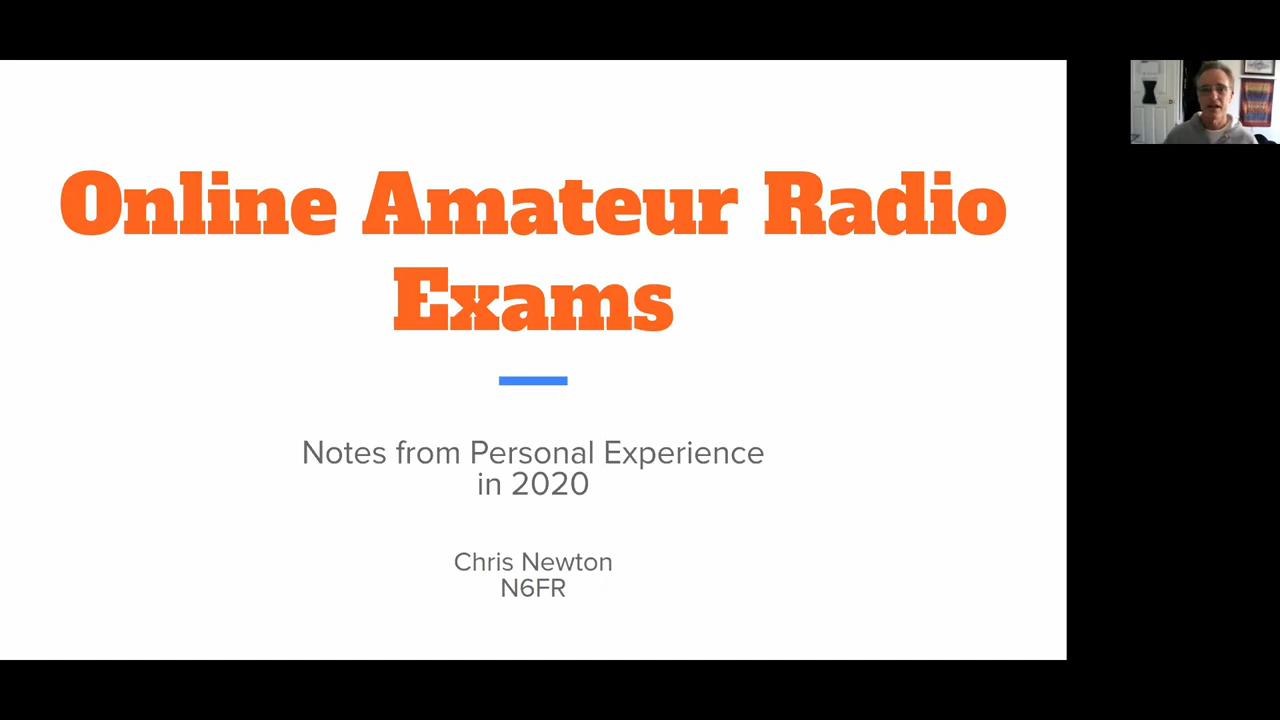 Online Amateur Radio
Exams
Notes from Personal Experience
in 2020
Chris Newton
N6FR